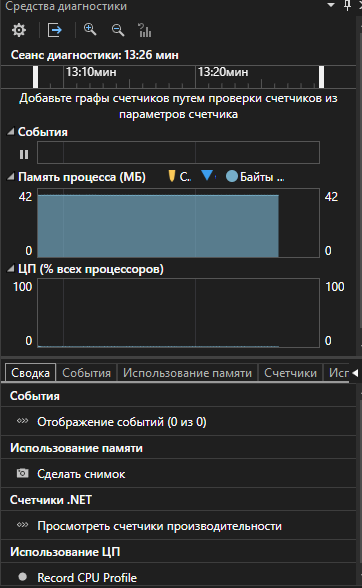 Средства диагностики
Сеанс диагностики: 13:26 мин
13:10мин 13:20мин
Добавьте графы счетчиков путем проверки счетчиков из
параметров счетчика
События
Память процесса (МБ) С.. Байты ...
42 42
0 0
ЦП (% всех процессоров)
100 100
0 0
Сводка События Использование памяти Счетчики Исп
События
Отображение событий (0 из 0)
Использование памяти
Сделать снимок
Счетчики .NET
Просмотреть счетчики производительности
Использование ЦП
Record CPU Profile